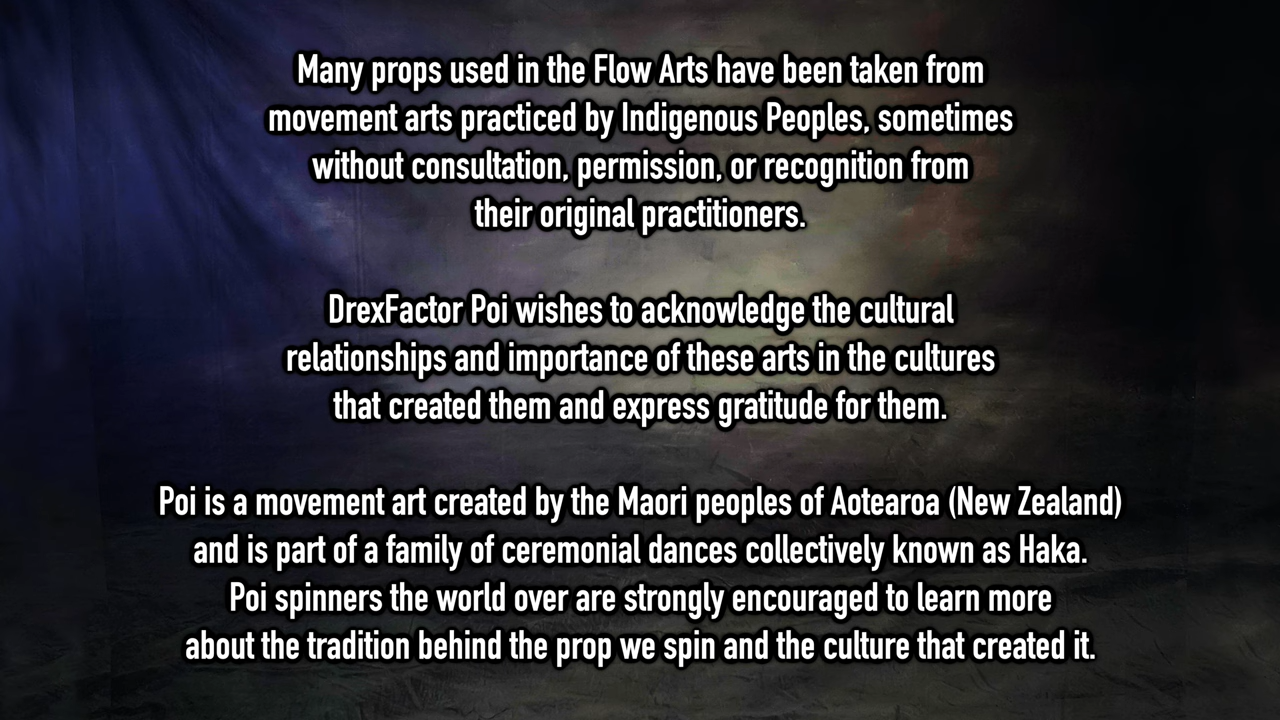 Many props used in the Flow Arts have been taken from
movement arts practiced by Indigenous Peoples, sometimes
without consultation, permission, or recognition from
their original practitioners.
DrexFactor Poi wishes to acknowledge the cultural
relationships and importance of these arts in the cultures
that created them and express gratitude for them.
Poi is a movement art created by the Maori peoples of Aotearoa (New Zealand)
and is part of a family of ceremonial dances collectively known as Haka.
Poi spinners the world over are strongly encouraged to learn more
about the tradition behind the prop we spin and the culture that created it.